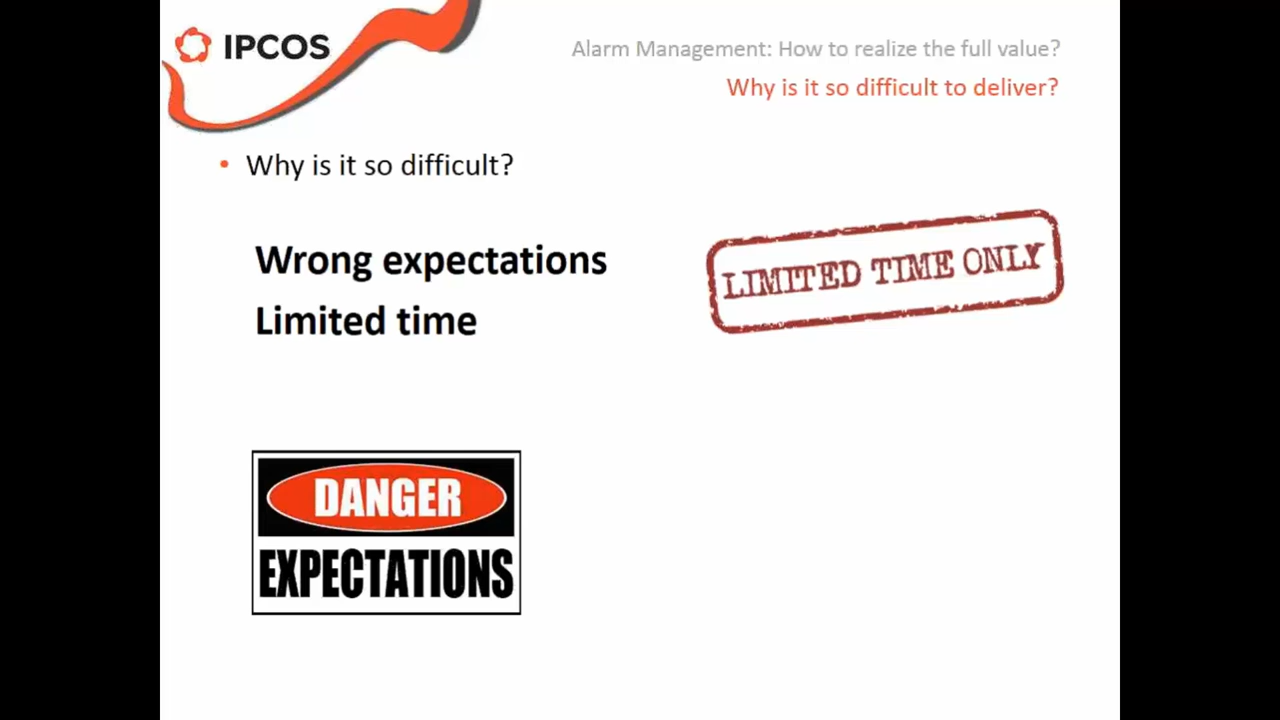 IPCOS
Alarm Management: How to realize the full value?
Why is it so difficult to deliver?
• Why is it so difficult?
Wrong expectations
Limited time
LIMITED TIME ONLY
DANGER
EXPECTATIONS